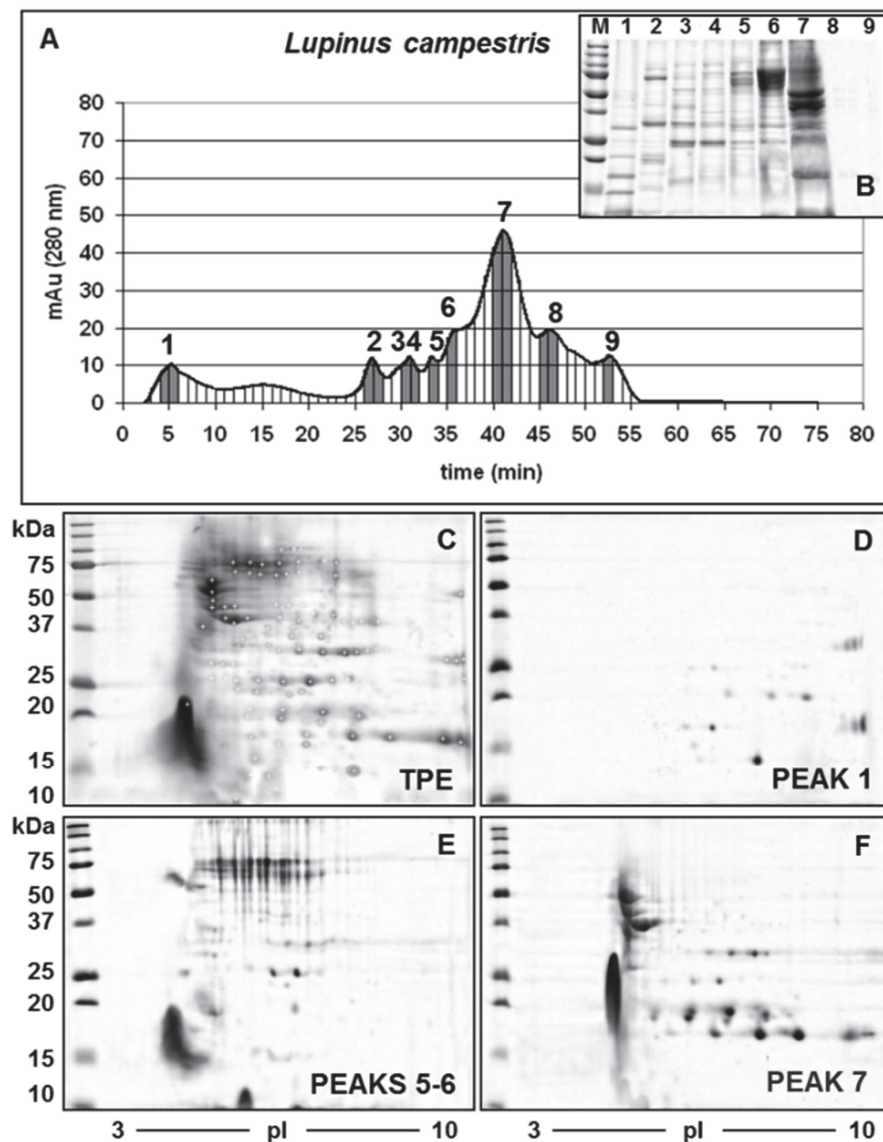 A
Lupinus campestris
M 1 2 3 4 5 6 7 8 9
B
80
70
60
50
40
30
20
10
0
mAu (280 nm)
1
2
34
5
6
7
8
9
0 5 10 15 20 25 30 35 40 45 50 55 60 65 70 75 80
time (min)
kDa
75
50
37
25
20
15
10
C
TPE
D
PEAK 1
kDa
75
50
37
25
20
15
10
E
PEAKS 5-6
F
PEAK 7
3 pI 10
3 pI 10